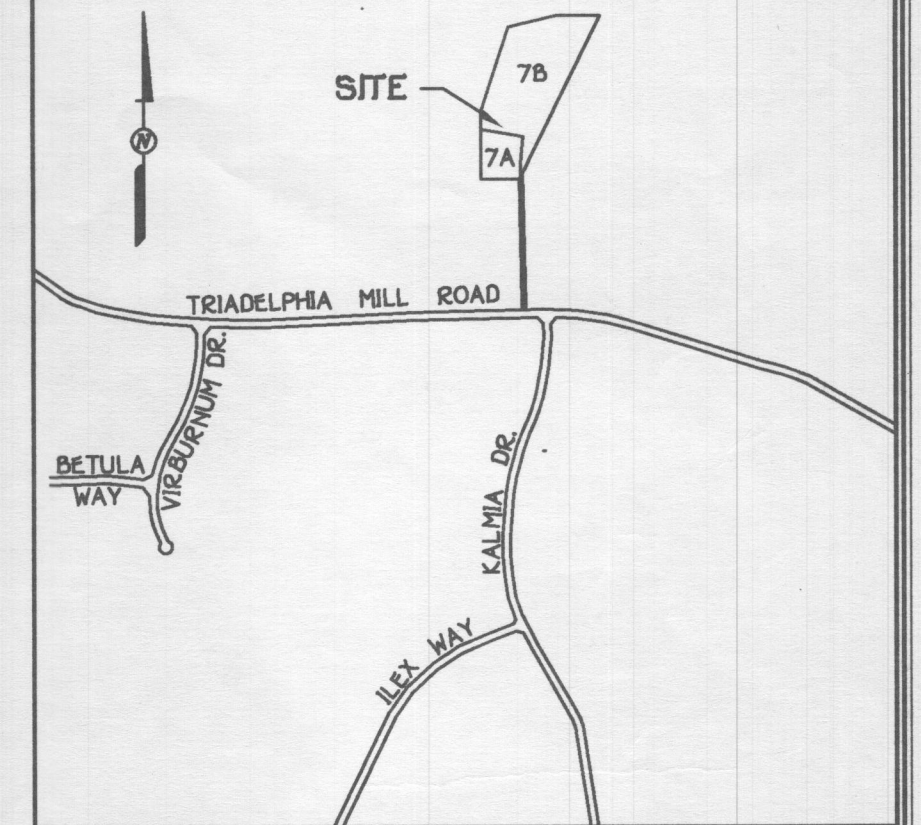 7B
SITE
N
7A
TRIADELPHIA MILL ROAD
VIRBURNUM DR.
BETULA
WAY
KALMIA DR.
ILEX WAY